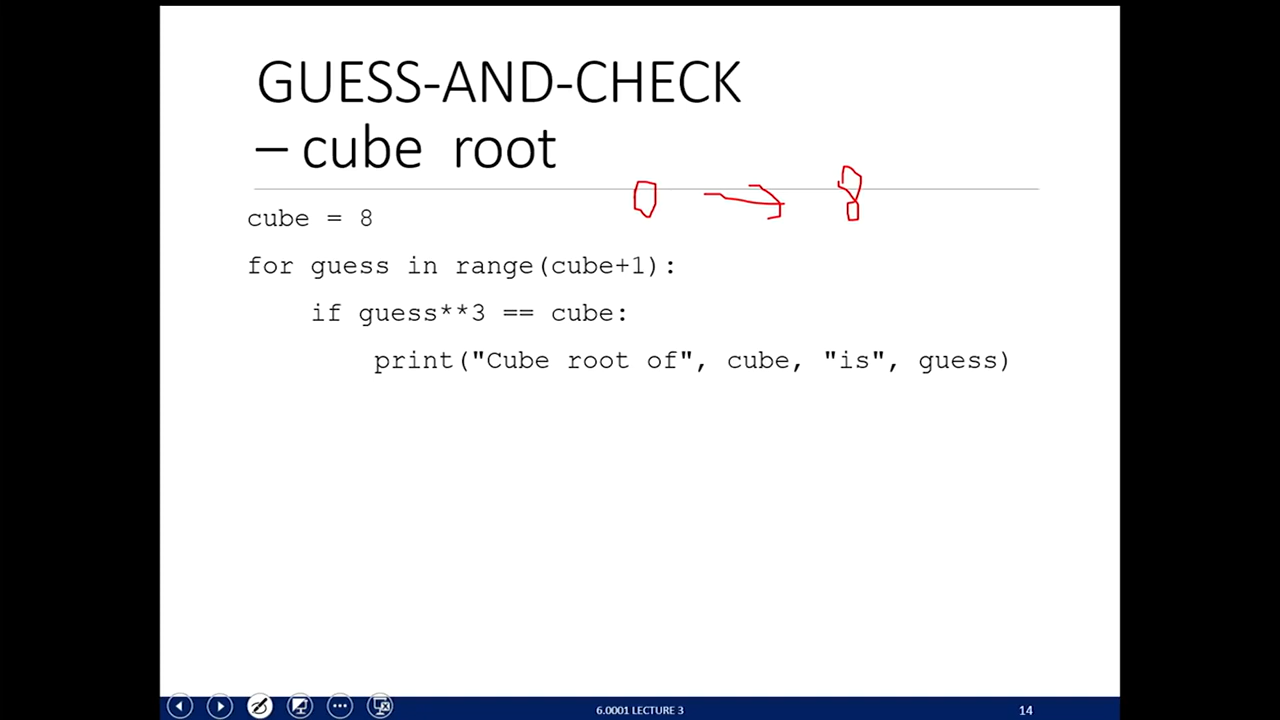 GUESS-AND-CHECK
– cube root
0 → 8
cube = 8
for guess in range(cube+1):
    if guess**3 == cube:
        print("Cube root of", cube, "is", guess)
6.0001 LECTURE 3
14